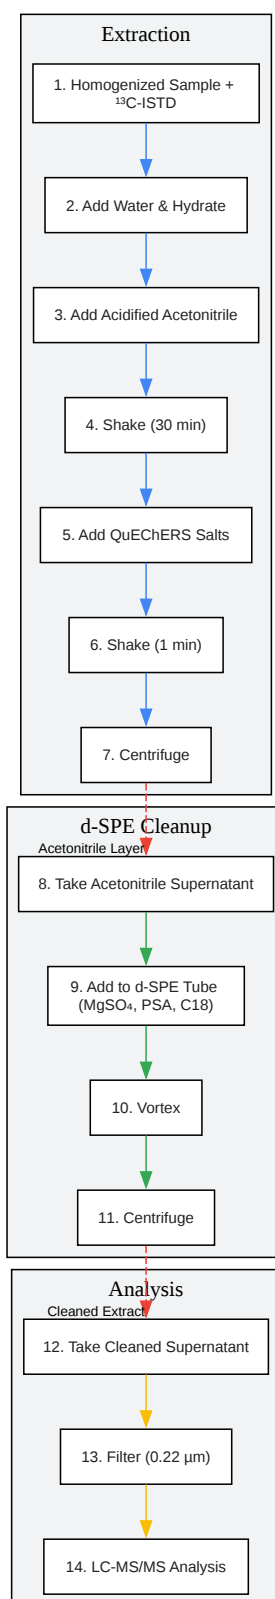 Extraction
1. Homogenized Sample +
¹³C-ISTD
2. Add Water & Hydrate
3. Add Acidified Acetonitrile
4. Shake (30 min)
5. Add QuEChERS Salts
6. Shake (1 min)
7. Centrifuge
d-SPE Cleanup
Acetonitrile Layer
8. Take Acetonitrile Supernatant
9. Add to d-SPE Tube
(MgSO₄, PSA, C18)
10. Vortex
11. Centrifuge
Analysis
Cleaned Extract
12. Take Cleaned Supernatant
13. Filter (0.22 µm)
14. LC-MS/MS Analysis